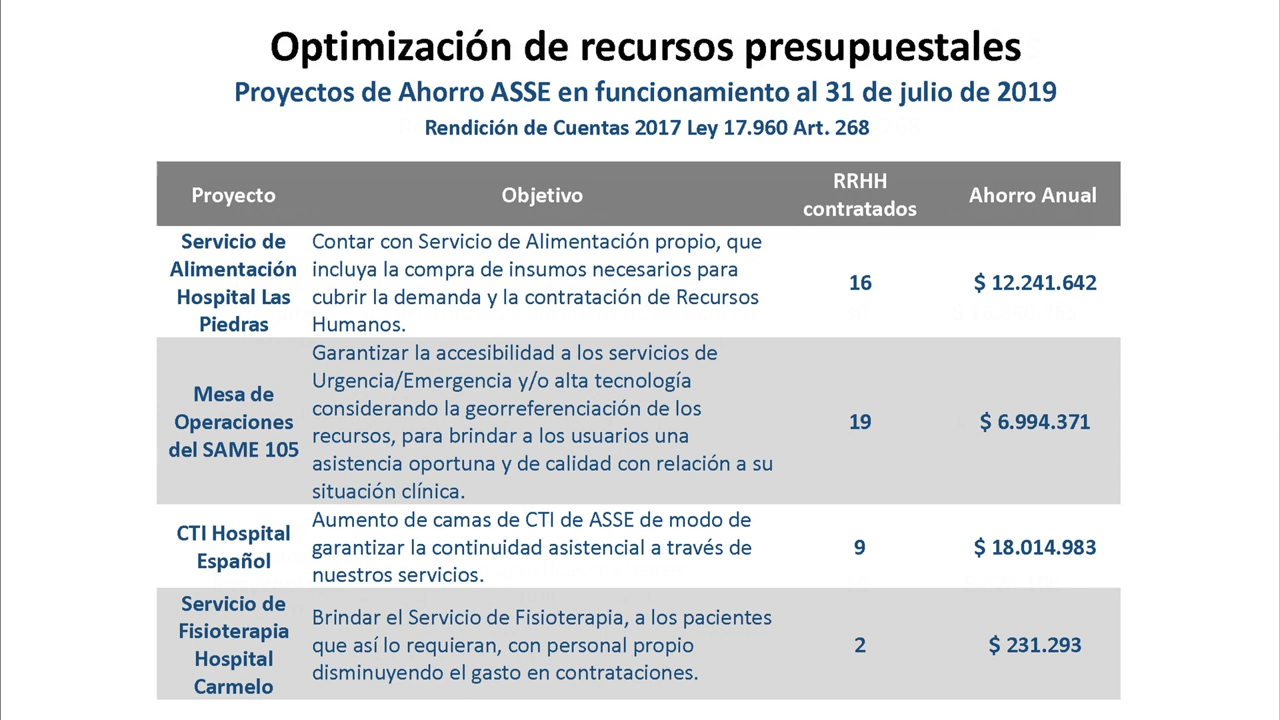 Optimización de recursos presupuestales
Proyectos de Ahorro ASSE en funcionamiento al 31 de julio de 2019
Rendición de Cuentas 2017 Ley 17.960 Art. 268
Proyecto
Objetivo
RRHH
contratados
Ahorro Anual
Servicio de
Alimentación
Hospital Las
Piedras
Contar con Servicio de Alimentación propio, que
incluya la compra de insumos necesarios para
cubrir la demanda y la contratación de Recursos
Humanos.
16
$ 12.241.642
Mesa de
Operaciones
del SAME 105
Garantizar la accesibilidad a los servicios de
Urgencia/Emergencia y/o alta tecnología
considerando la georreferenciación de los
recursos, para brindar a los usuarios una
asistencia oportuna y de calidad con relación a su
situación clínica.
19
$ 6.994.371
CTI Hospital
Español
Aumento de camas de CTI de ASSE de modo de
garantizar la continuidad asistencial a través de
nuestros servicios.
9
$ 18.014.983
Servicio de
Fisioterapia
Hospital
Carmelo
Brindar el Servicio de Fisioterapia, a los pacientes
que así lo requieran, con personal propio
disminuyendo el gasto en contrataciones.
2
$ 231.293